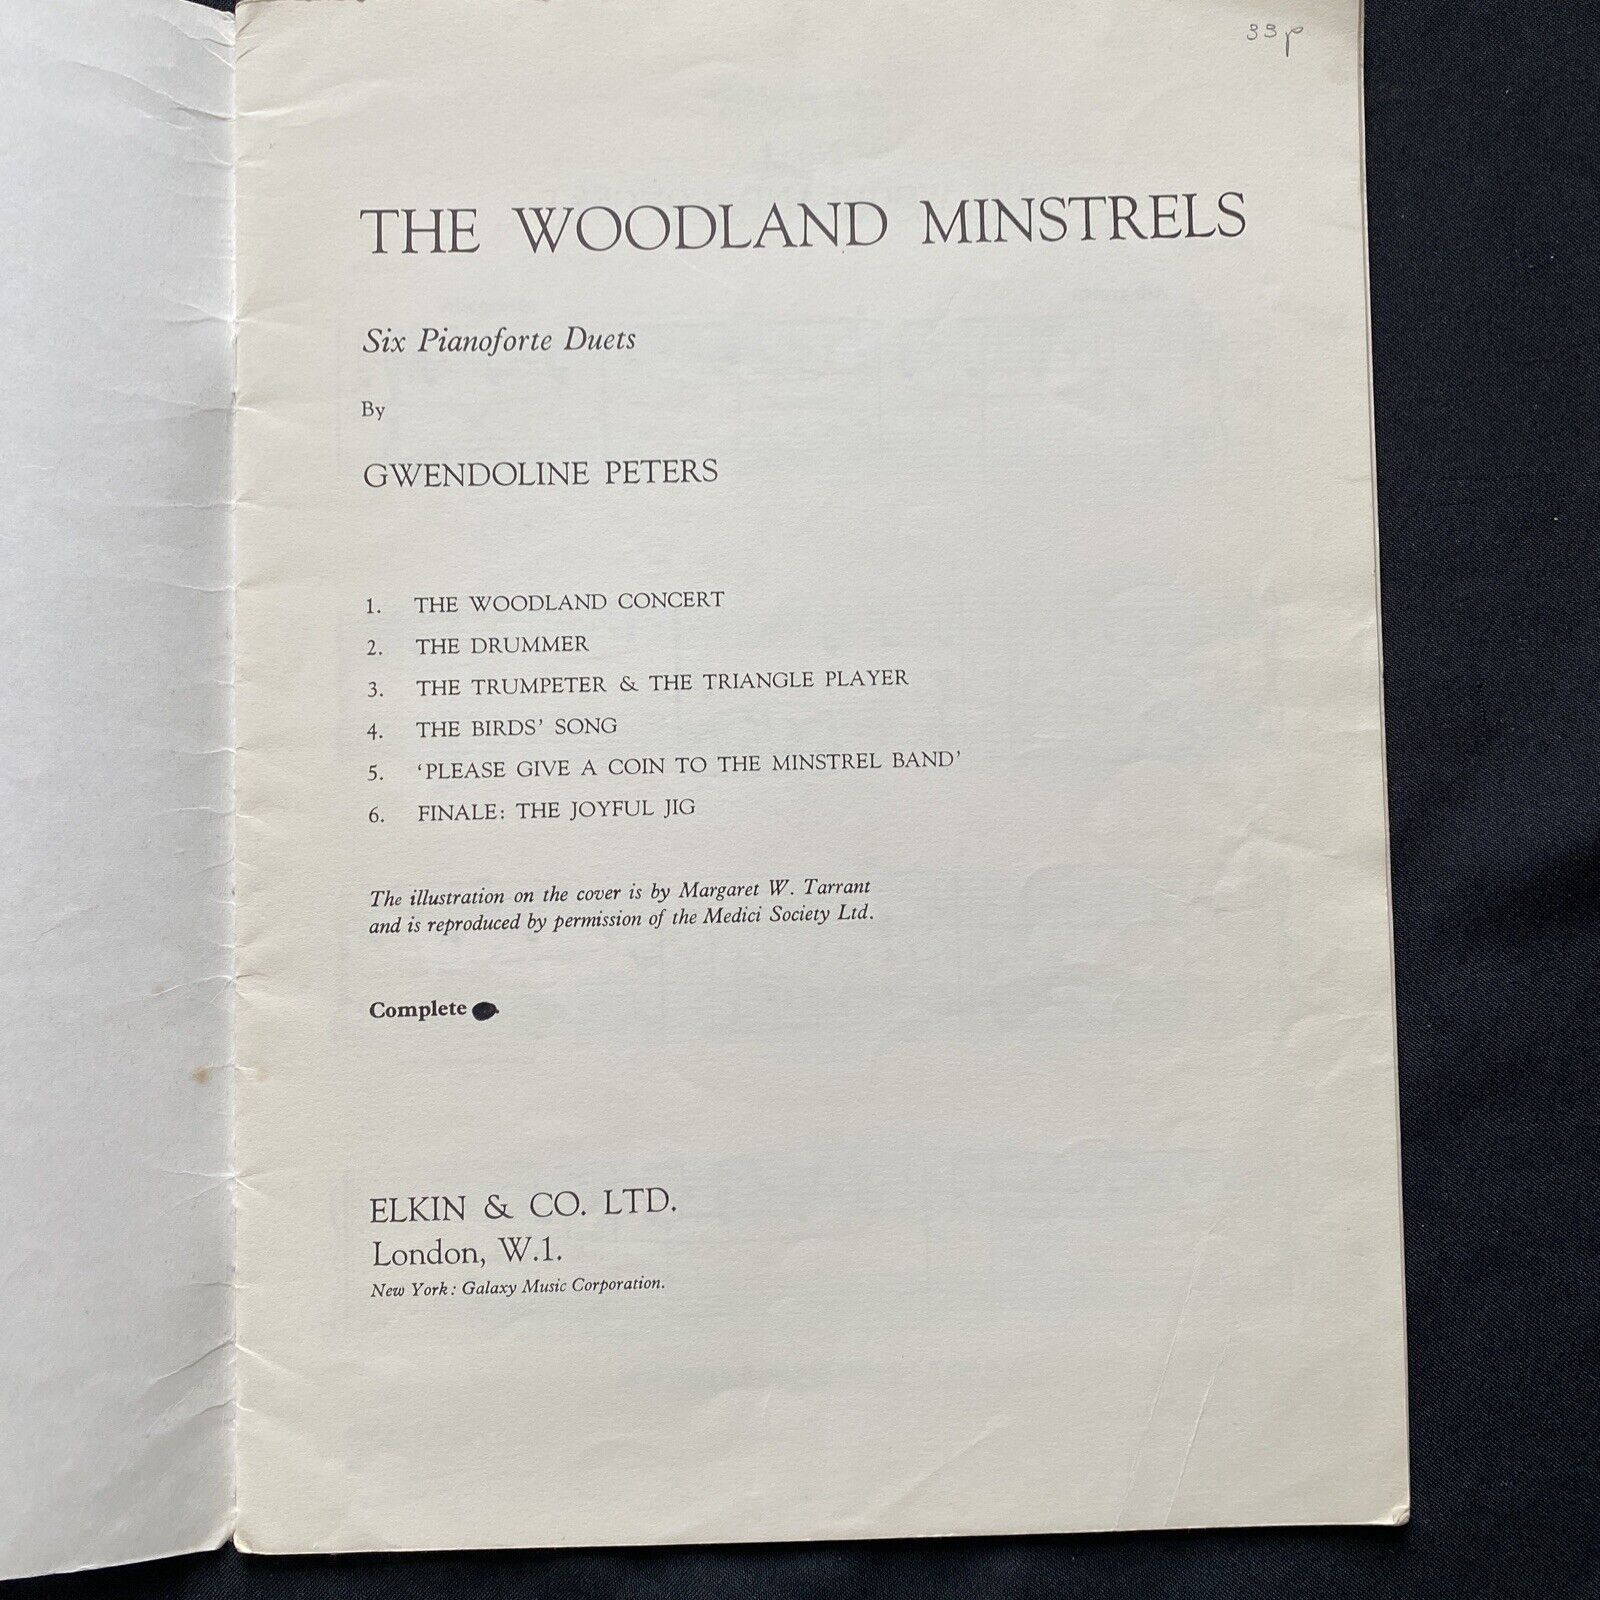 33p
THE WOODLAND MINSTRELS
Six Pianoforte Duets
By
GWENDOLINE PETERS
1. THE WOODLAND CONCERT
2. THE DRUMMER
3. THE TRUMPETER & THE TRIANGLE PLAYER
4. THE BIRDS’ SONG
5. ‘PLEASE GIVE A COIN TO THE MINSTREL BAND’
6. FINALE: THE JOYFUL JIG
The illustration on the cover is by Margaret W. Tarrant
and is reproduced by permission of the Medici Society Ltd.
Complete
ELKIN & CO. LTD.
London, W.1.
New York: Galaxy Music Corporation.